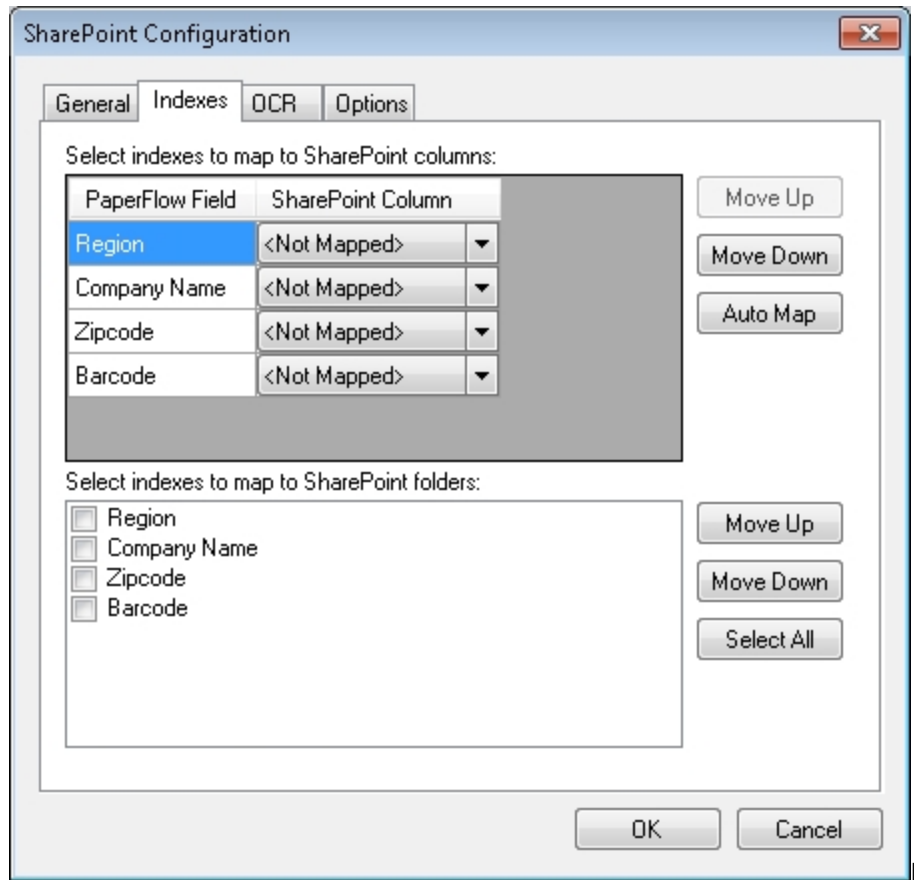 SharePoint Configuration
General Indexes OCR Options
Select indexes to map to SharePoint columns:
PaperFlow Field SharePoint Column Move Up
Region <Not Mapped>
Move Down
Company Name <Not Mapped>
Auto Map
Zipcode <Not Mapped>
Barcode <Not Mapped>
Select indexes to map to SharePoint folders:
Region Move Up
Company Name
Zipcode Move Down
Barcode
Select All
OK Cancel